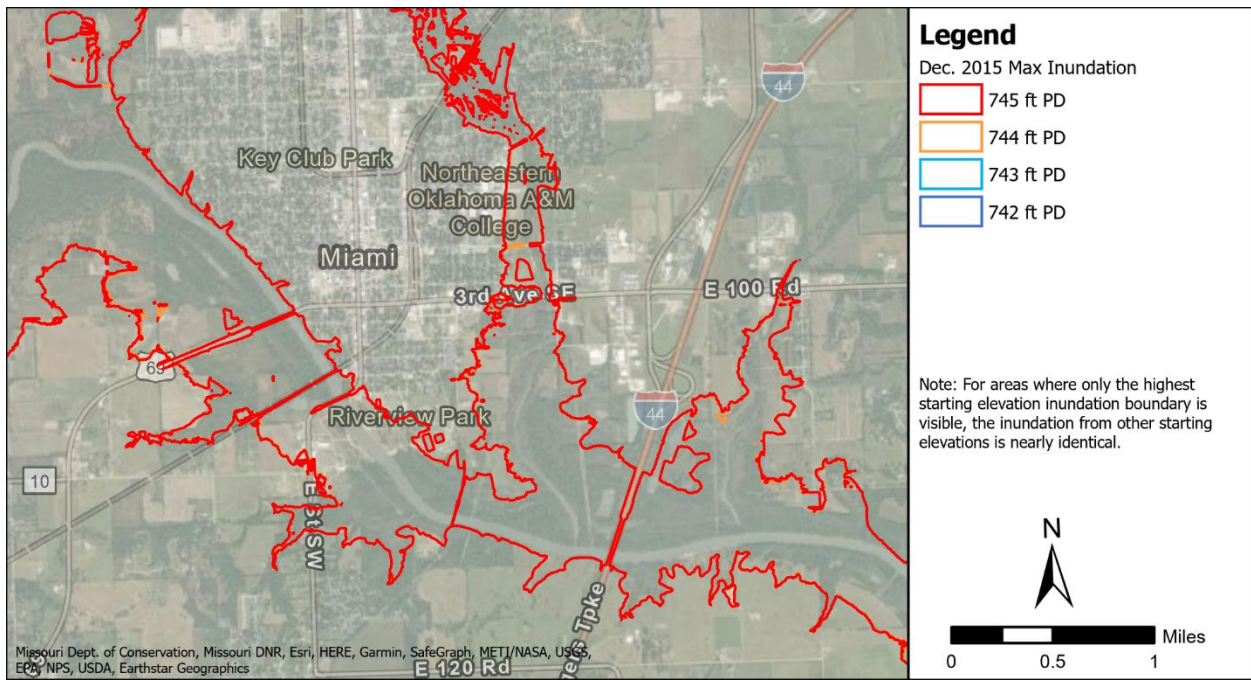 44
Key Club Park
Northeastern
Oklahoma A&M
College
Miami
3rd Ave SE
E 100 Rd
69
44
Riverview Park
10
E St SW
E 120 Rd
Missouri Dept. of Conservation, Missouri DNR, Esri, HERE, Garmin, SafeGraph, METI/NASA, USGS,
EPA, NPS, USDA, Earthstar Geographics
Legend
Dec. 2015 Max Inundation
745 ft PD
744 ft PD
743 ft PD
742 ft PD
Note: For areas where only the highest
starting elevation inundation boundary is
visible, the inundation from other starting
elevations is nearly identical.
N
Miles
0 0.5 1